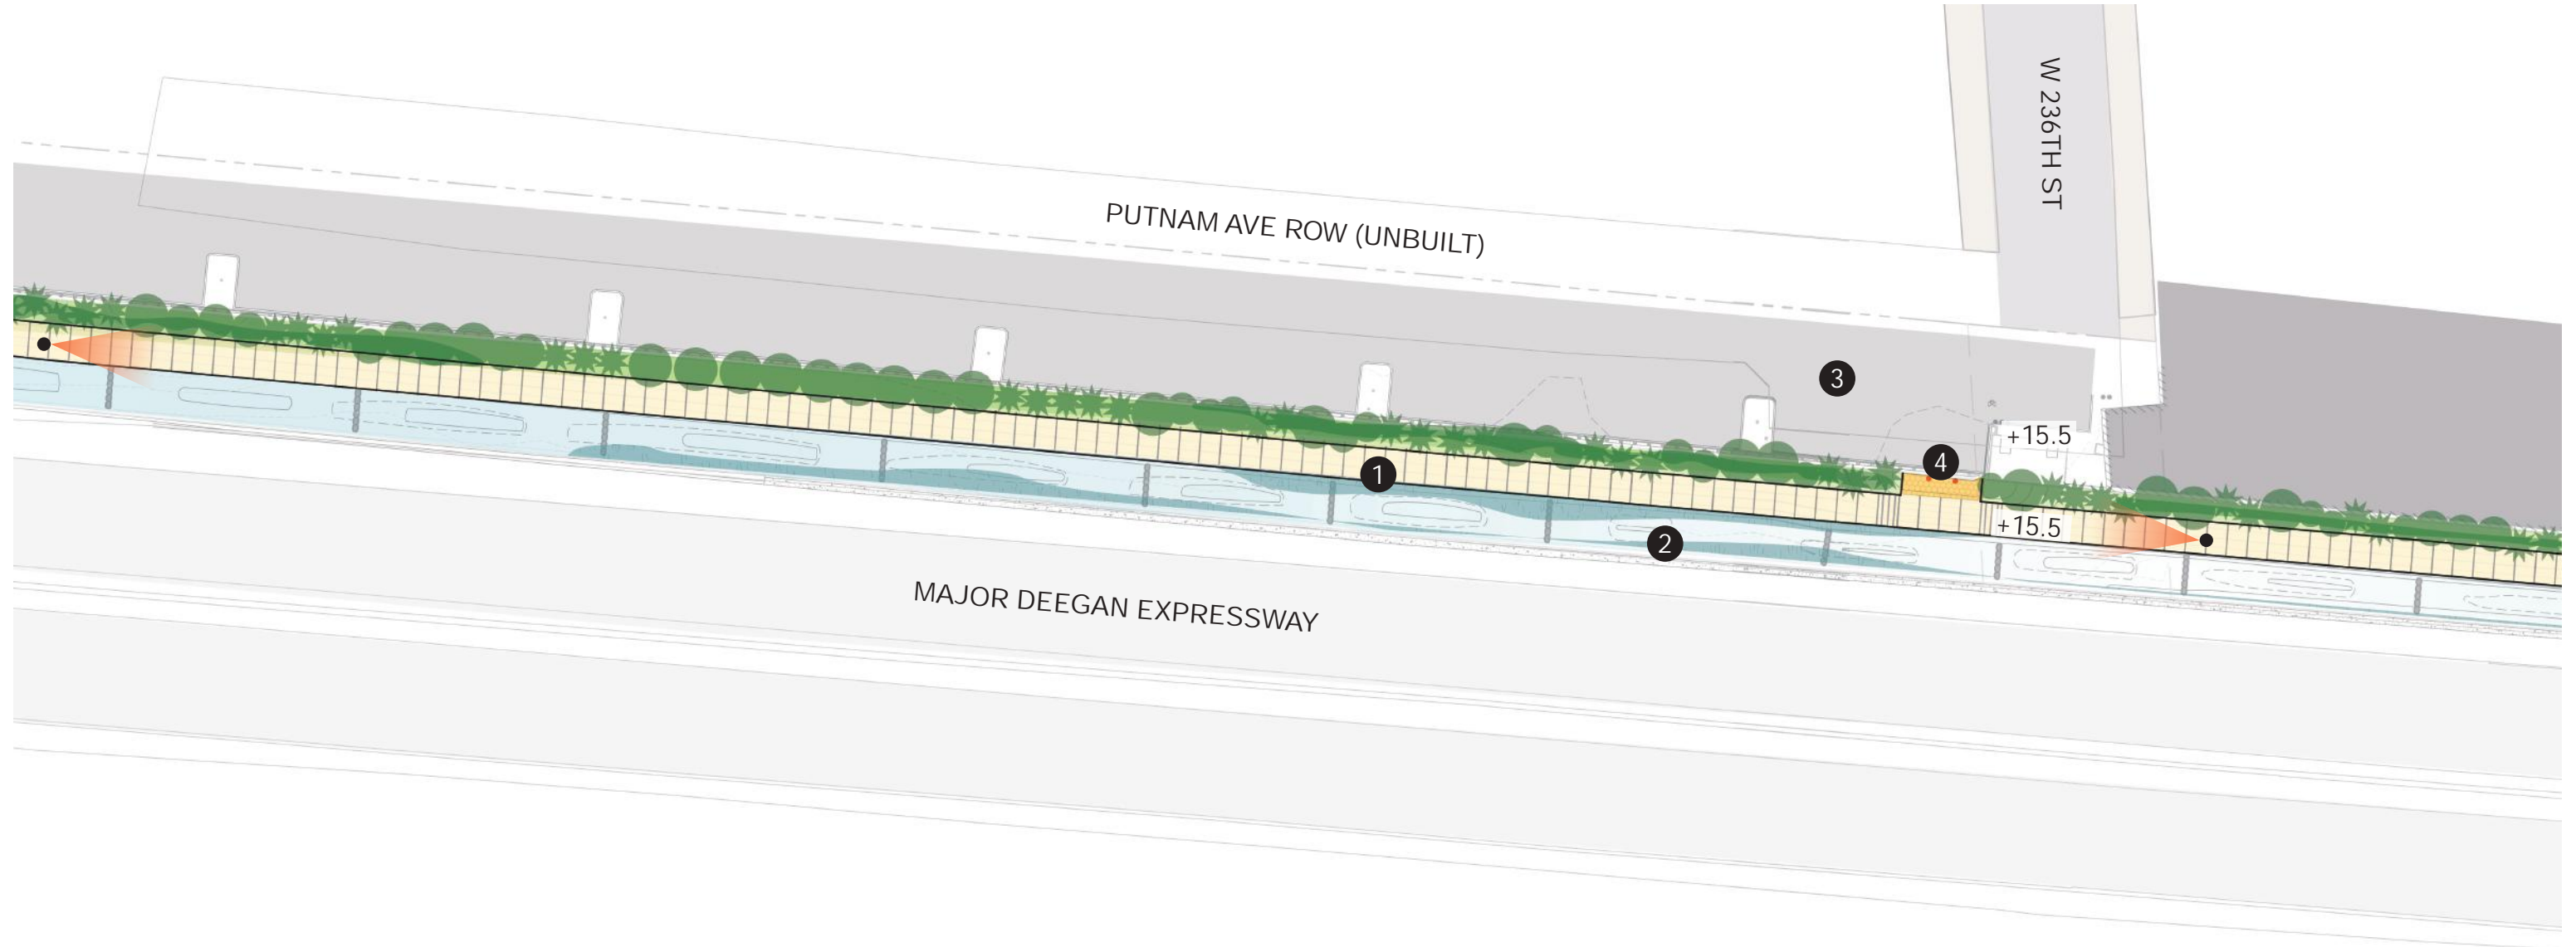 W 236TH ST
PUTNAM AVE ROW (UNBUILT)
3
+15.5
4
1
+15.5
2
MAJOR DEEGAN EXPRESSWAY